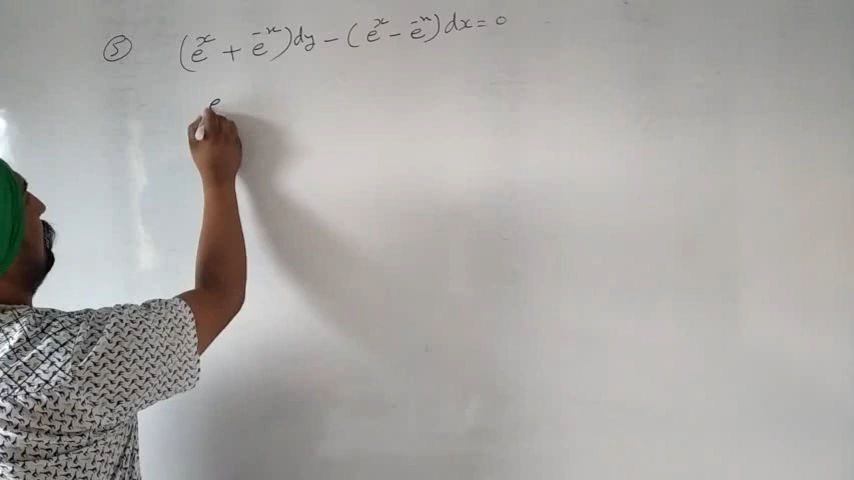 ⑤ (e^x + e^-x)dy - (e^x - e^-x)dx = 0
e